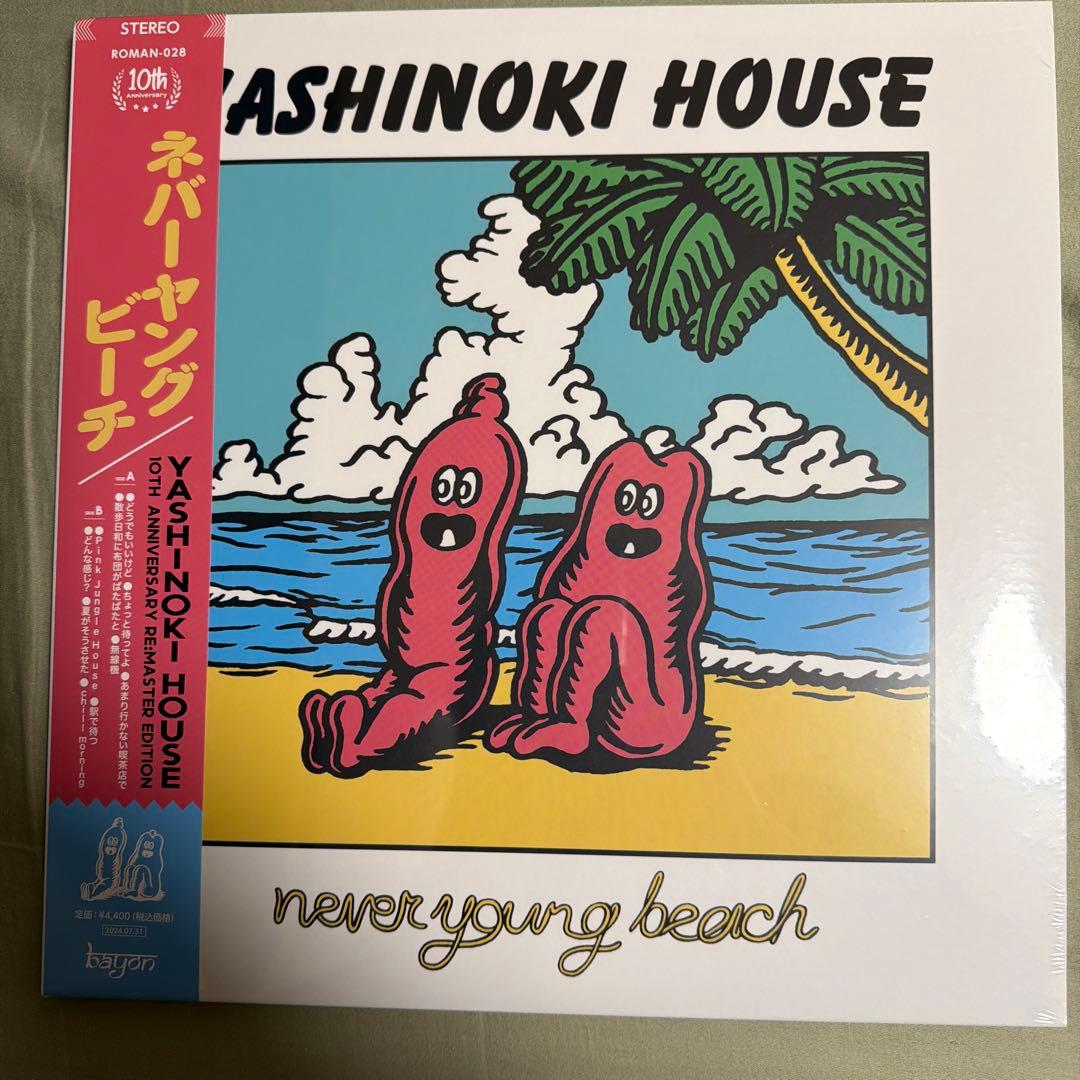 STEREO
ROMAN-028
10th
Anniversary
ネバーヤング
ビーチ
YASHINOKI HOUSE
10TH ANNIVERSARY RE:MASTER EDITION
SIDE A
●どうでもいいけど ●ちょっと待ってよ ●あまり行かない喫茶店で
●散歩日和に布団がぱたぱたと ●無線機
SIDE B
●Pink Jungle House ●駅で待つ
●どんな感じ? ●夏がそうさせた ●chill morning
定価:¥4,400(税込価格)
2024.07.31
bayon
YASHINOKI HOUSE
never young beach